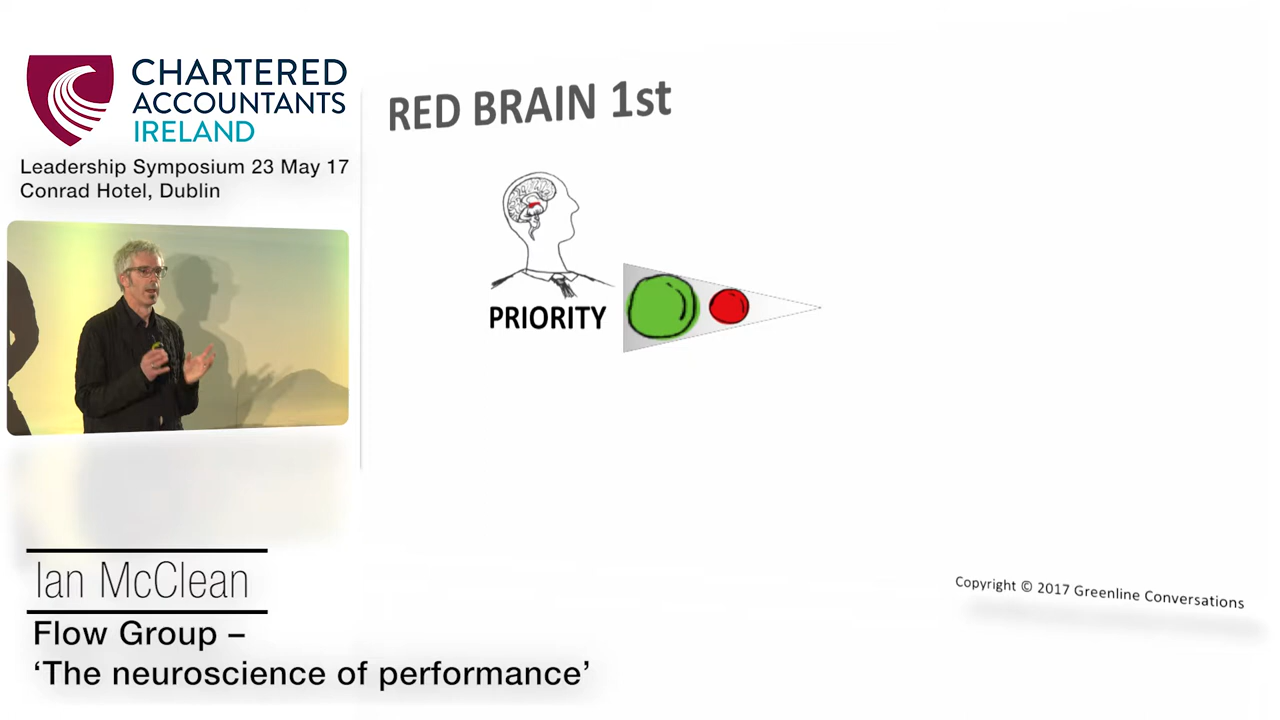 CHARTERED
ACCOUNTANTS
IRELAND
Leadership Symposium 23 May 17
Conrad Hotel, Dublin
RED BRAIN 1st
PRIORITY
Ian McClean
Flow Group –
‘The neuroscience of performance’
Copyright © 2017 Greenline Conversations